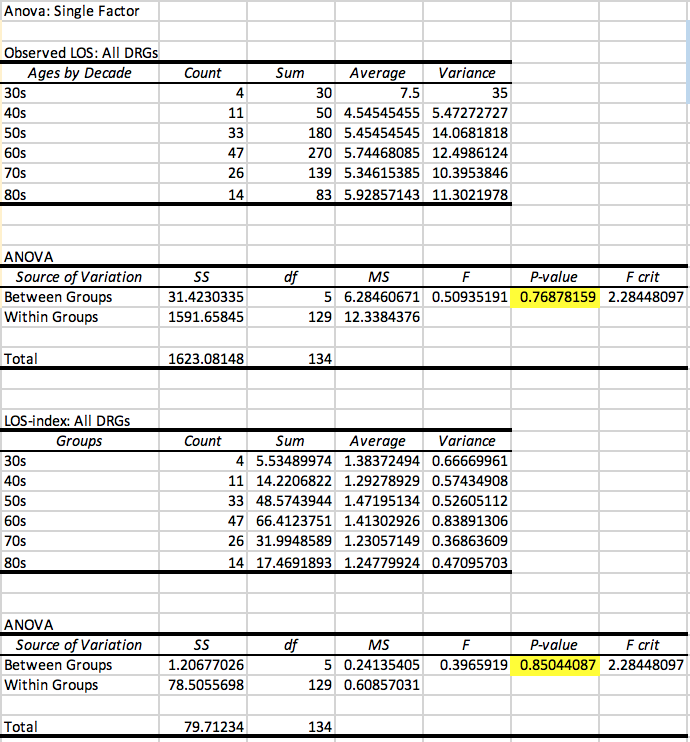 Anova: Single Factor
Observed LOS: All DRGs
Ages by Decade Count Sum Average Variance
30s 4 30 7.5 35
40s 11 50 4.54545455 5.47272727
50s 33 180 5.45454545 14.0681818
60s 47 270 5.74468085 12.4986124
70s 26 139 5.34615385 10.3953846
80s 14 83 5.92857143 11.3021978
ANOVA
Source of Variation SS df MS F P-value F crit
Between Groups 31.4230335 5 6.28460671 0.50935191 0.76878159 2.28448097
Within Groups 1591.65845 129 12.3384376
Total 1623.08148 134
LOS-index: All DRGs
Groups Count Sum Average Variance
30s 4 5.53489974 1.38372494 0.66669961
40s 11 14.2206822 1.29278929 0.57434908
50s 33 48.5743944 1.47195134 0.52605112
60s 47 66.4123751 1.41302926 0.83891306
70s 26 31.9948589 1.23057149 0.36863609
80s 14 17.4691893 1.24779924 0.47095703
ANOVA
Source of Variation SS df MS F P-value F crit
Between Groups 1.20677026 5 0.24135405 0.3965919 0.85044087 2.28448097
Within Groups 78.5055698 129 0.60857031
Total 79.71234 134